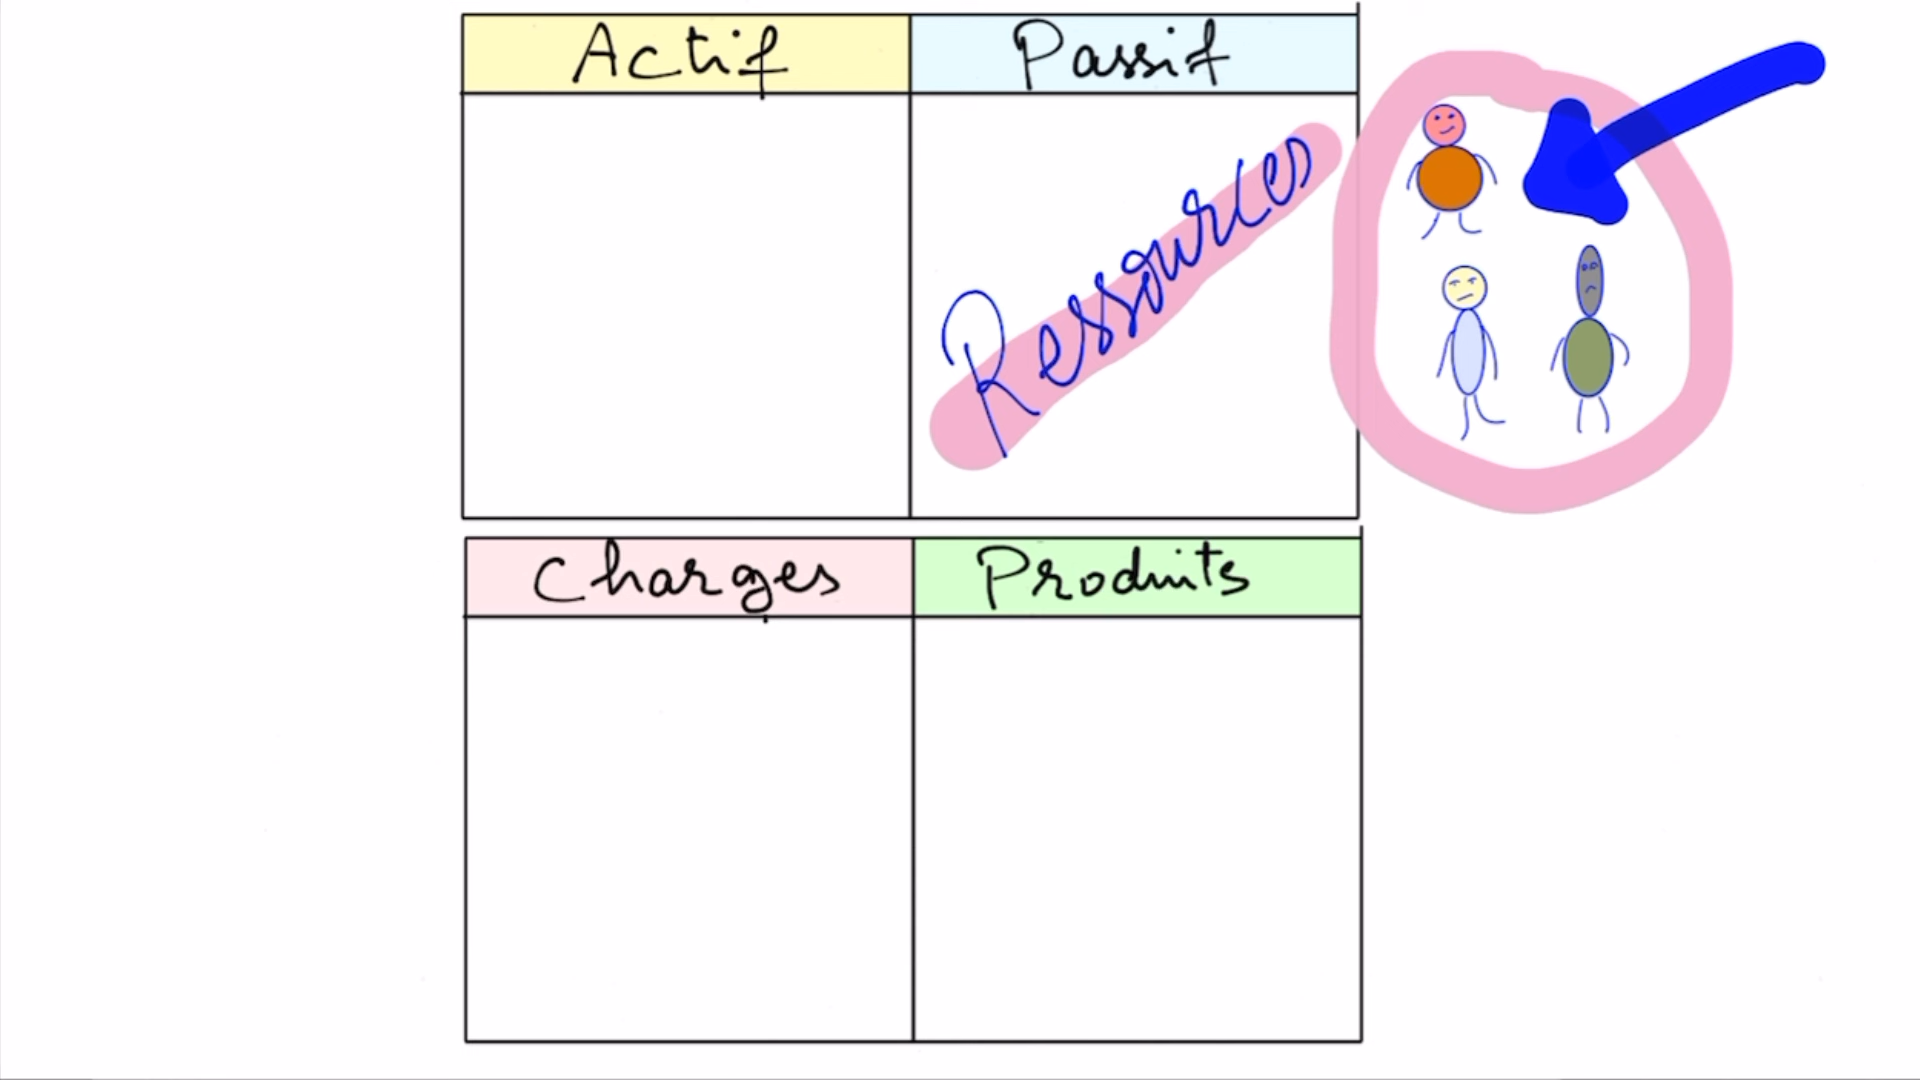 Actif
Passif
Ressources
Charges
Produits